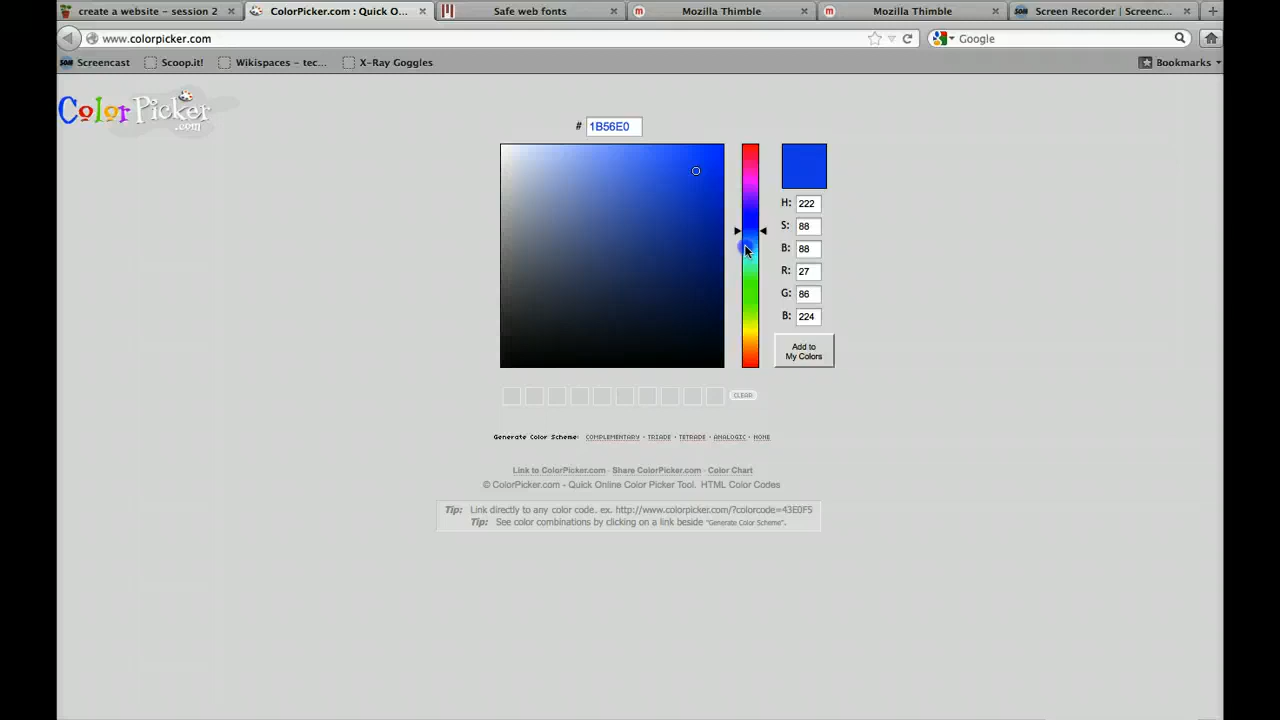 create a website - session 2
ColorPicker.com : Quick O...
Safe web fonts
Mozilla Thimble
Mozilla Thimble
Screen Recorder | Screenc...
www.colorpicker.com
Google
Screencast
Scoop.it!
Wikispaces - tec...
X-Ray Goggles
Bookmarks
ColorPicker
.com
# 1B56E0
H: 222
S: 88
B: 88
R: 27
G: 86
B: 224
Add to
My Colors
CLEAR
Generate Color Scheme: COMPLEMENTARY · TRIADE · TETRADE · ANALOGIC · NONE
Link to ColorPicker.com · Share ColorPicker.com · Color Chart
© ColorPicker.com - Quick Online Color Picker Tool. HTML Color Codes
Tip: Link directly to any color code. ex. http://www.colorpicker.com/?colorcode=43E0F5
Tip: See color combinations by clicking on a link beside "Generate Color Scheme".